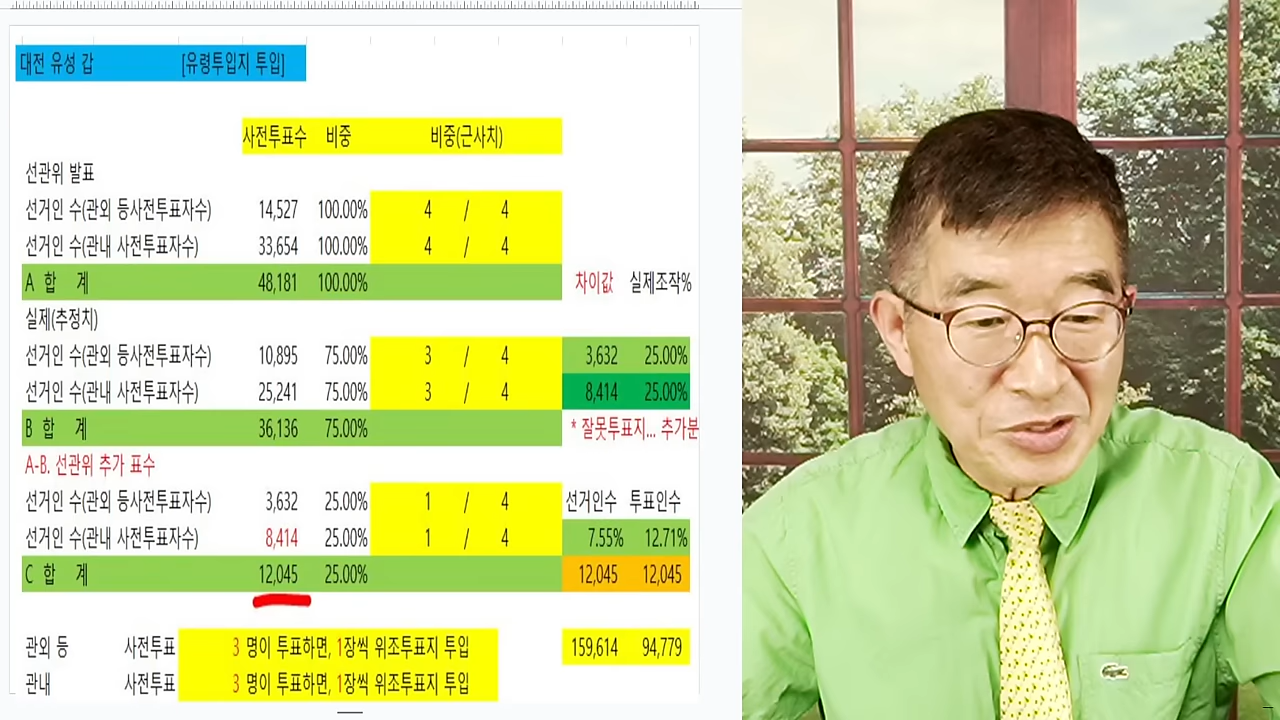 대전 유성 갑 [유령투입지 투입]
사전투표수 비중 비중(근사치)
선관위 발표
선거인 수(관외 등사전투표자수) 14,527 100.00% 4 / 4
선거인 수(관내 사전투표자수) 33,654 100.00% 4 / 4
A 합 계 48,181 100.00% 차이값 실제조작%
실제(추정치)
선거인 수(관외 등사전투표자수) 10,895 75.00% 3 / 4 3,632 25.00%
선거인 수(관내 사전투표자수) 25,241 75.00% 3 / 4 8,414 25.00%
B 합 계 36,136 75.00% * 잘못투표지... 추가분
A-B. 선관위 추가 표수
선거인 수(관외 등사전투표자수) 3,632 25.00% 1 / 4 선거인수 투표인수
선거인 수(관내 사전투표자수) 8,414 25.00% 1 / 4 7.55% 12.71%
C 합 계 12,045 25.00% 12,045 12,045
관외 등 사전투표 3 명이 투표하면, 1장씩 위조투표지 투입 159,614 94,779
관내 사전투표 3 명이 투표하면, 1장씩 위조투표지 투입